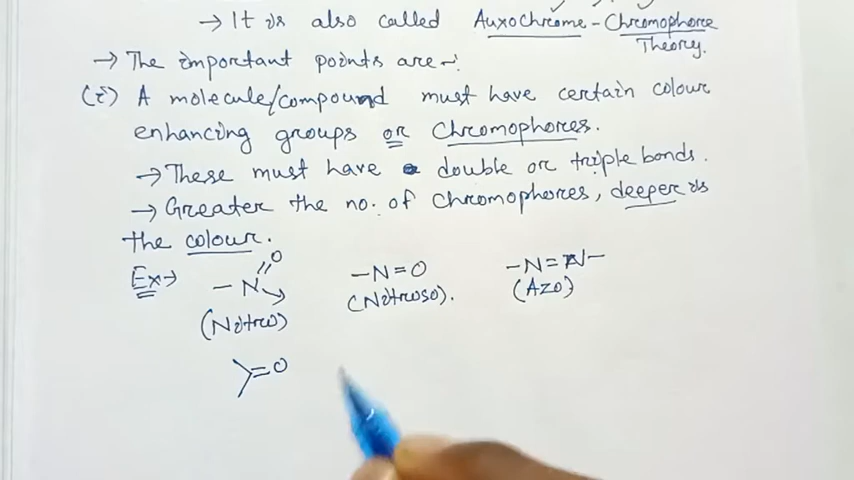 → It is also called Auxochrome - Chromophore
Theory.
→ The important points are -:
(i) A molecule/compound must have certain colour
enhancing groups or Chromophores.
→ These must have double or triple bonds.
→ Greater the no. of Chromophores, deeper is
the colour.
Ex→ -N=O -N=O -N=N-
(Nitro) (Nitroso). (Azo)
=O